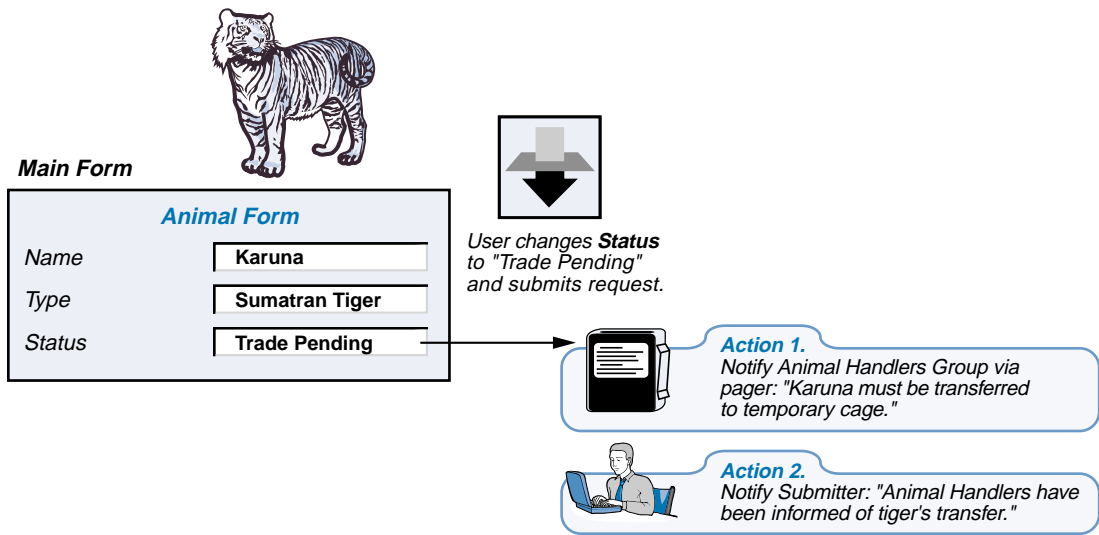 Main Form
Animal Form
Name Karuna
Type Sumatran Tiger
Status Trade Pending
User changes Status
to "Trade Pending"
and submits request.
Action 1.
Notify Animal Handlers Group via
pager: "Karuna must be transferred
to temporary cage."
Action 2.
Notify Submitter: "Animal Handlers have
been informed of tiger's transfer."